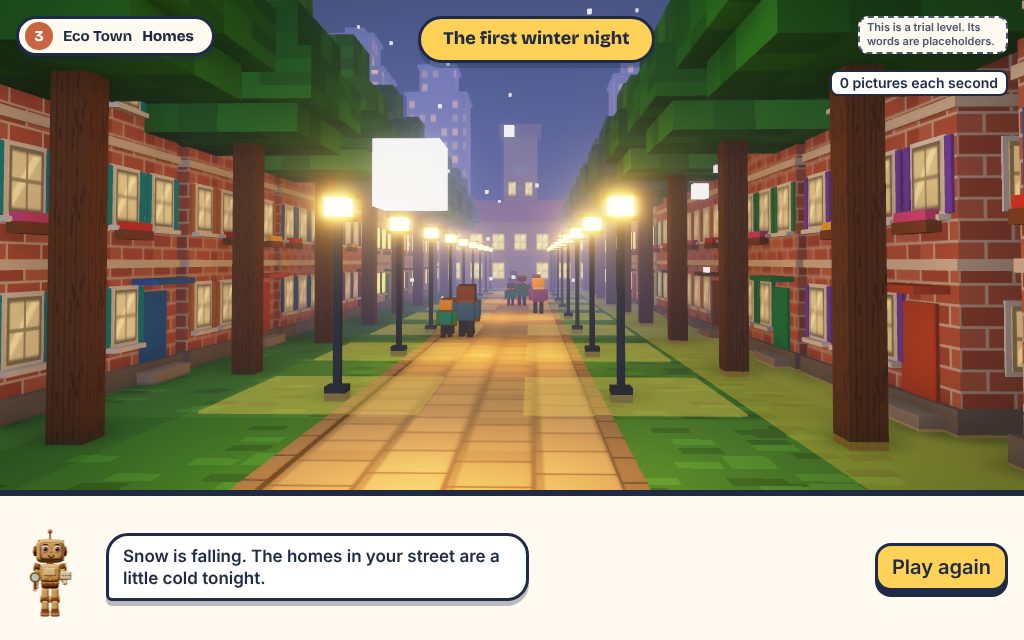 3 Eco Town Homes
The first winter night
This is a trial level. Its
words are placeholders.
0 pictures each second
Snow is falling. The homes in your street are a
little cold tonight.
Play again